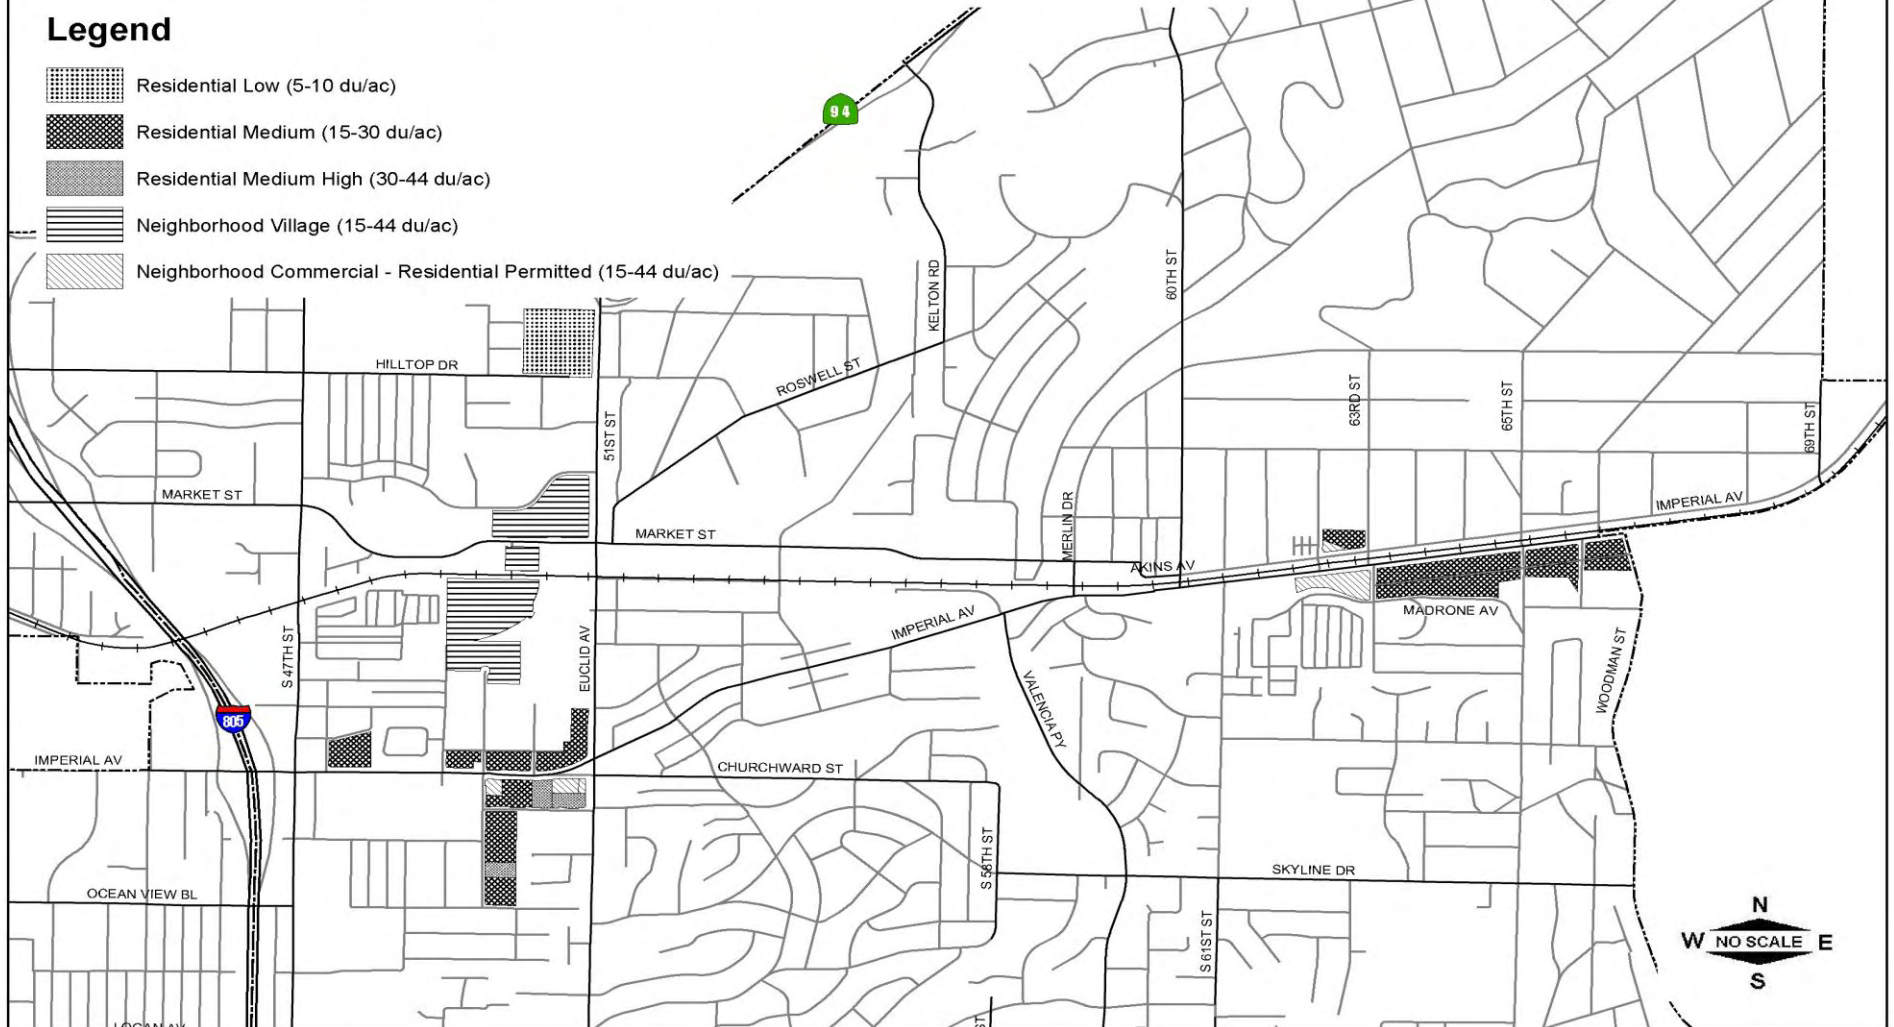 Legend
Residential Low (5-10 du/ac)
Residential Medium (15-30 du/ac)
Residential Medium High (30-44 du/ac)
Neighborhood Village (15-44 du/ac)
Neighborhood Commercial - Residential Permitted (15-44 du/ac)
94
KELTON RD
60TH ST
HILLTOP DR
ROSWELL ST
51ST ST
63RD ST
65TH ST
69TH ST
MARKET ST
MARKET ST
MERLIN DR
IMPERIAL AV
AKINS AV
MADRONE AV
IMPERIAL AV
S 47TH ST
EUCLID AV
VALENCIA PY
WOODMAN ST
805
IMPERIAL AV
CHURCHWARD ST
S 58TH ST
SKYLINE DR
OCEAN VIEW BL
S 61ST ST
N
W NO SCALE E
S
LOGAN AV
ST